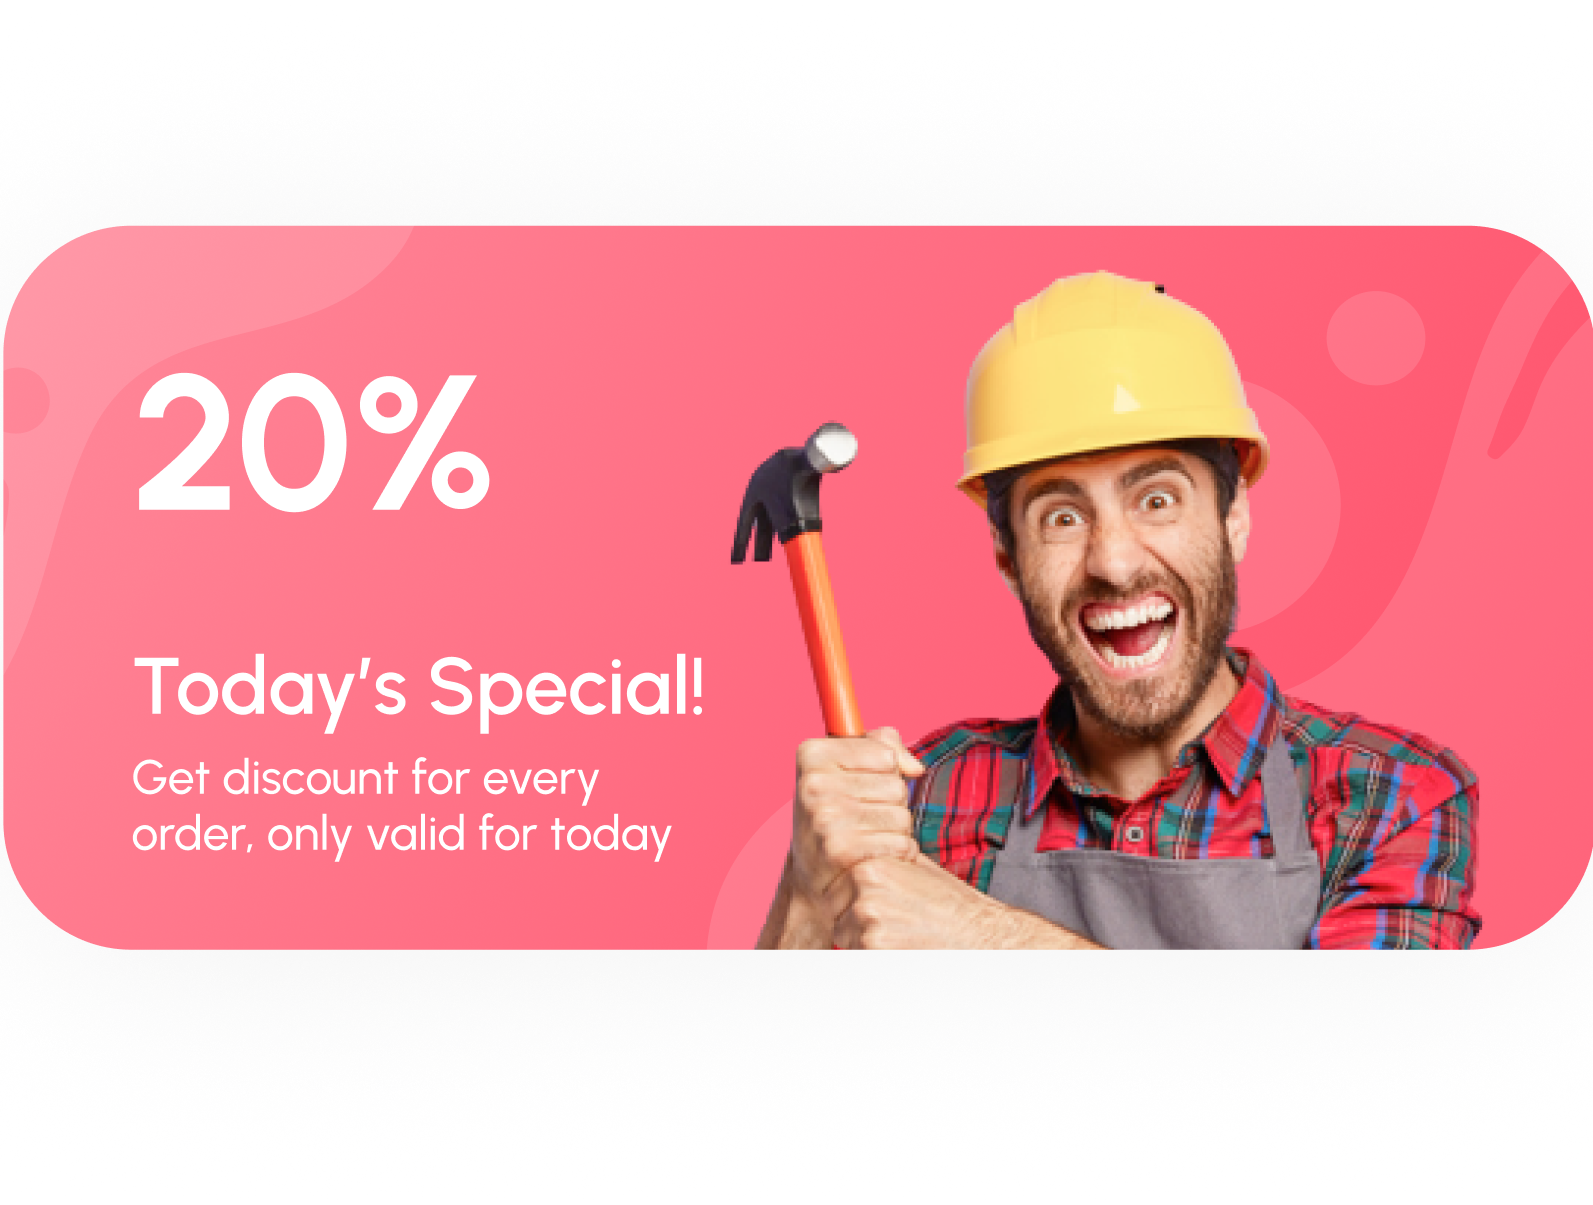 20%
Today’s Special!
Get discount for every
order, only valid for today